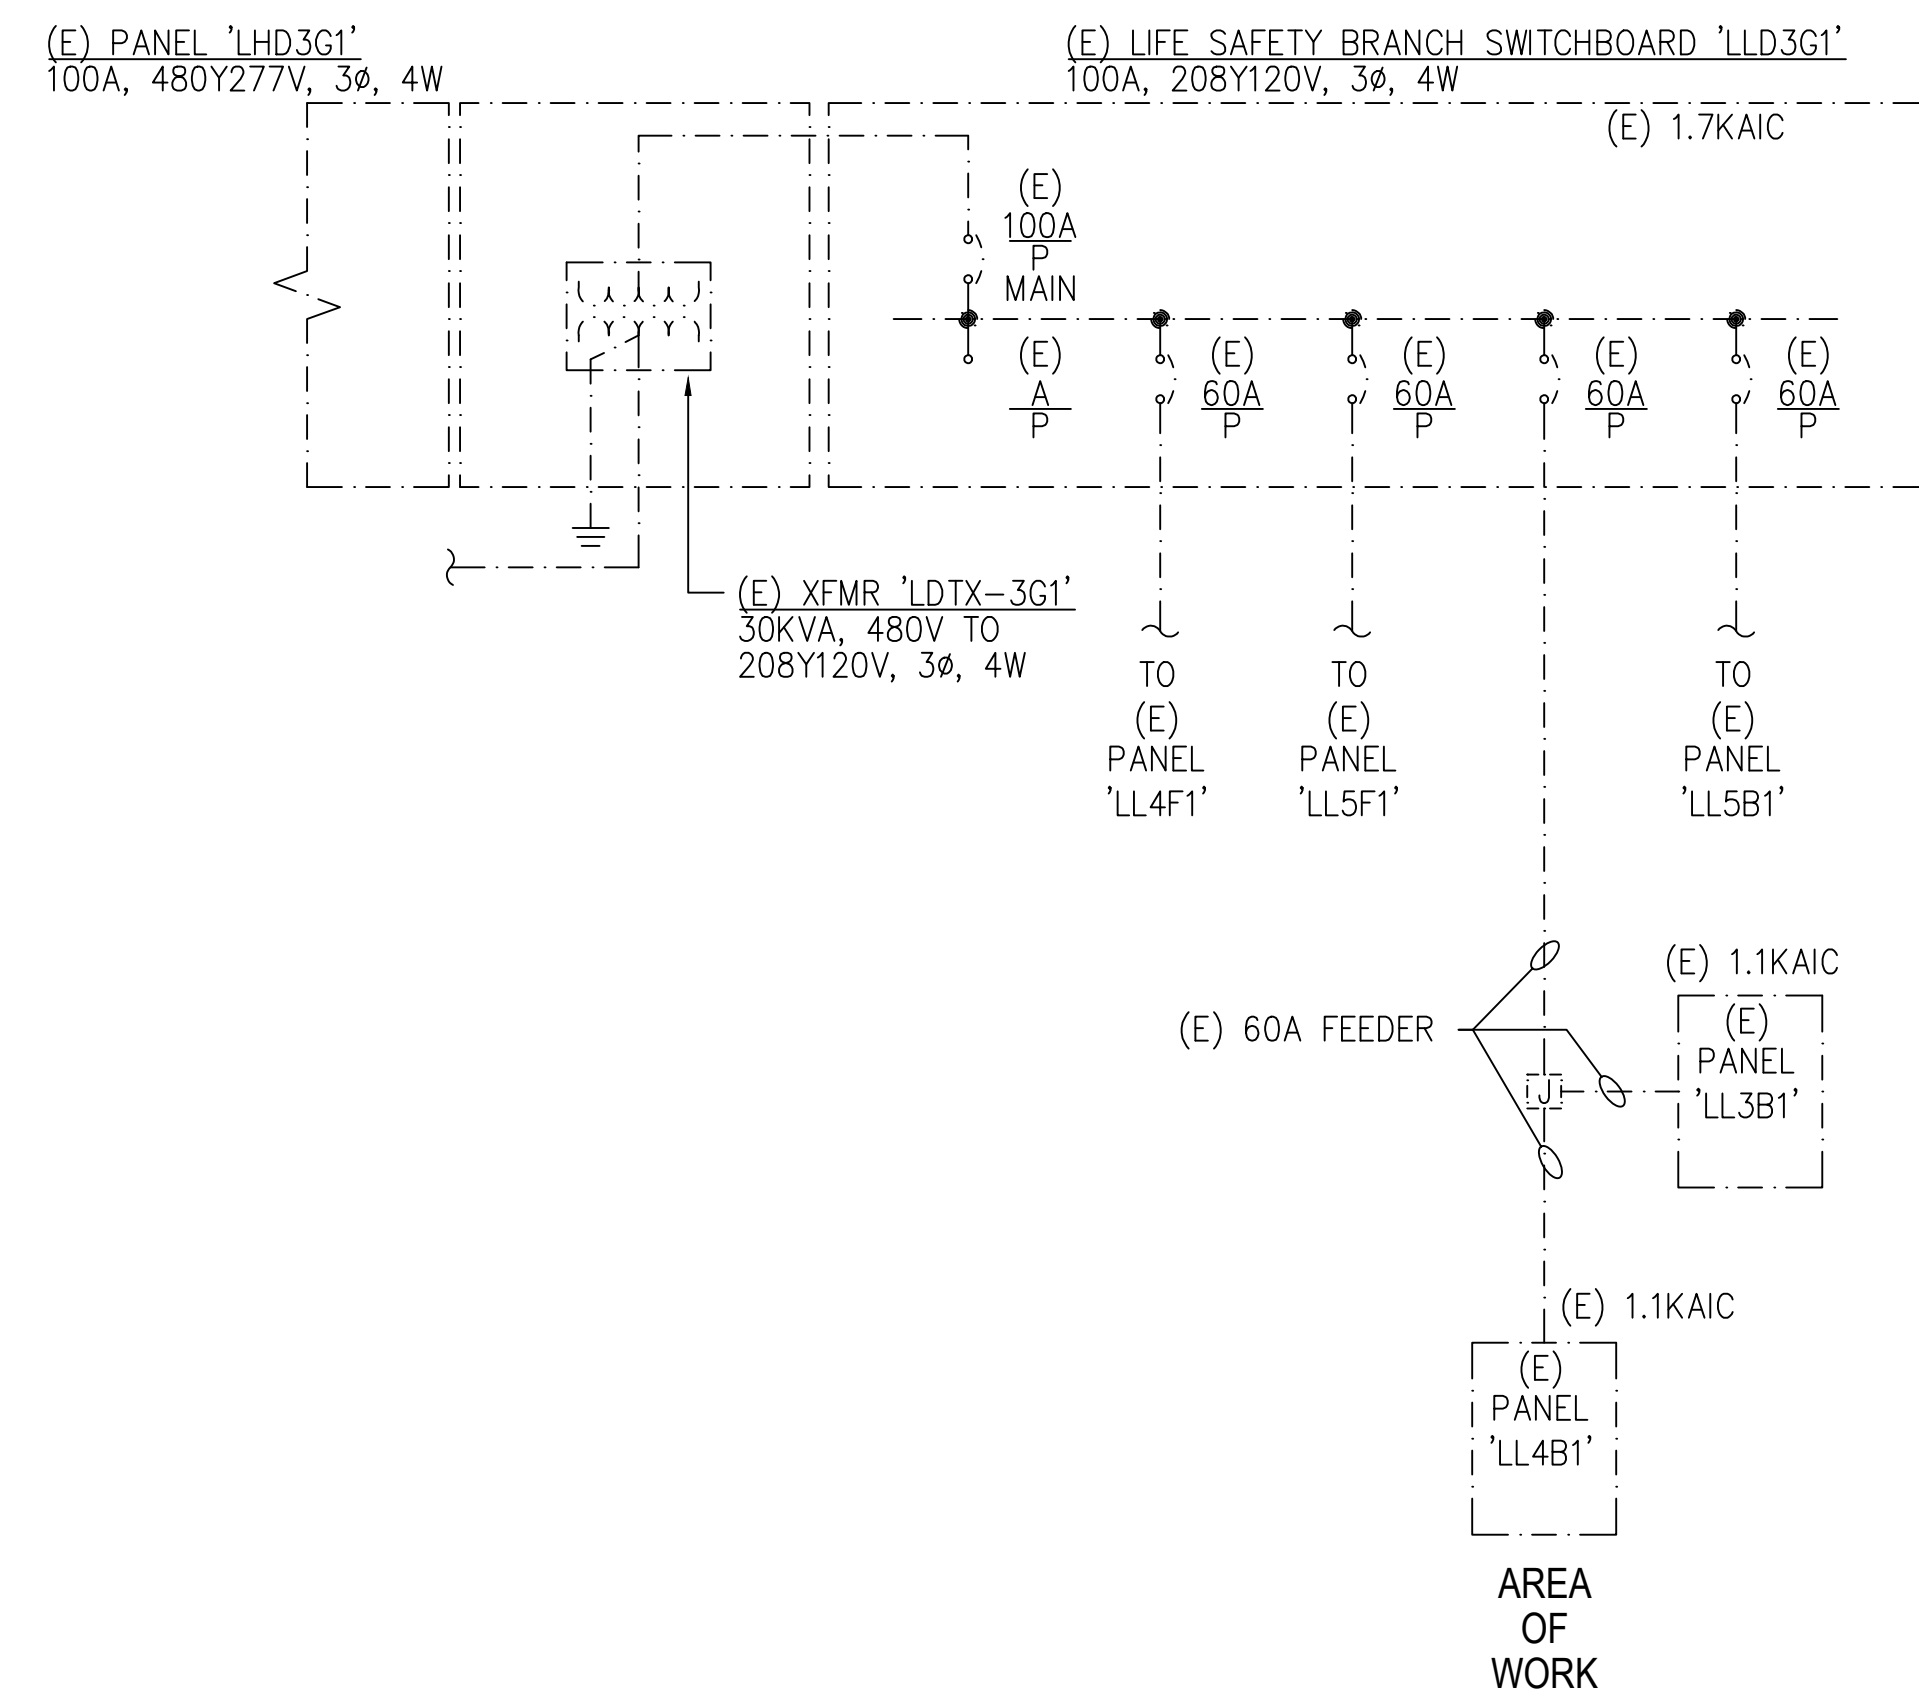 (E) PANEL 'LHD3G1'
100A, 480Y277V, 3ø, 4W
(E) LIFE SAFETY BRANCH SWITCHBOARD 'LLD3G1'
100A, 208Y120V, 3ø, 4W
(E) 1.7KAIC
(E)
100A
P
MAIN
(E)
A
P
(E)
60A
P
(E)
60A
P
(E)
60A
P
(E)
60A
P
(E) XFMR 'LDTX-3G1'
30KVA, 480V TO
208Y120V, 3ø, 4W
TO
(E)
PANEL
'LL4F1'
TO
(E)
PANEL
'LL5F1'
TO
(E)
PANEL
'LL5B1'
(E) 60A FEEDER
J
(E) 1.1KAIC
(E)
PANEL
'LL3B1'
(E) 1.1KAIC
(E)
PANEL
'LL4B1'
AREA
OF
WORK